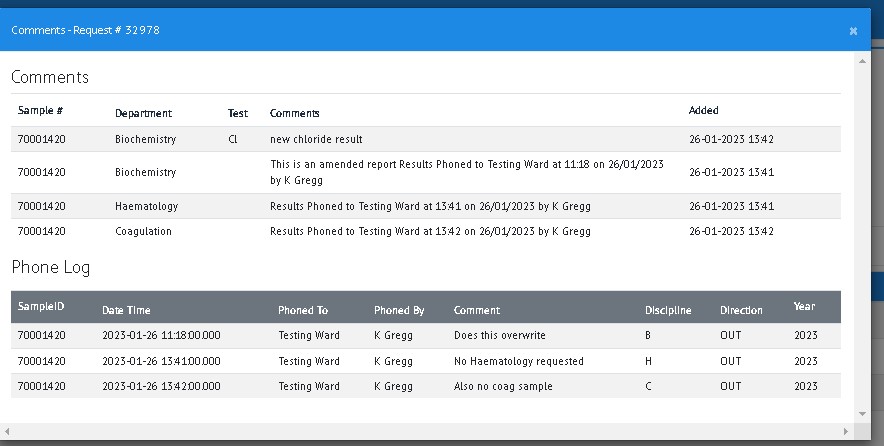 Comments - Request # 32978
×
Comments
Sample # Department Test Comments Added
70001420 Biochemistry Cl new chloride result 26-01-2023 13:42
70001420 Biochemistry This is an amended report Results Phoned to Testing Ward at 11:18 on 26/01/2023 26-01-2023 13:41
by K Gregg
70001420 Haematology Results Phoned to Testing Ward at 13:41 on 26/01/2023 by K Gregg 26-01-2023 13:41
70001420 Coagulation Results Phoned to Testing Ward at 13:42 on 26/01/2023 by K Gregg 26-01-2023 13:42
Phone Log
SampleID Date Time Phoned To Phoned By Comment Discipline Direction Year
70001420 2023-01-26 11:18:00.000 Testing Ward K Gregg Does this overwrite B OUT 2023
70001420 2023-01-26 13:41:00.000 Testing Ward K Gregg No Haematology requested H OUT 2023
70001420 2023-01-26 13:42:00.000 Testing Ward K Gregg Also no coag sample C OUT 2023